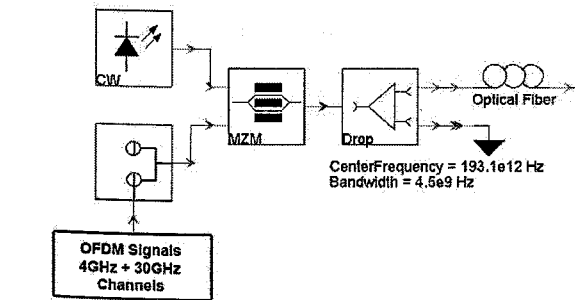 CW
MZM
Drop
Optical Fiber
CenterFrequency = 193.1e12 Hz
Bandwidth = 4.5e9 Hz
OFDM Signals
4GHz + 30GHz
Channels